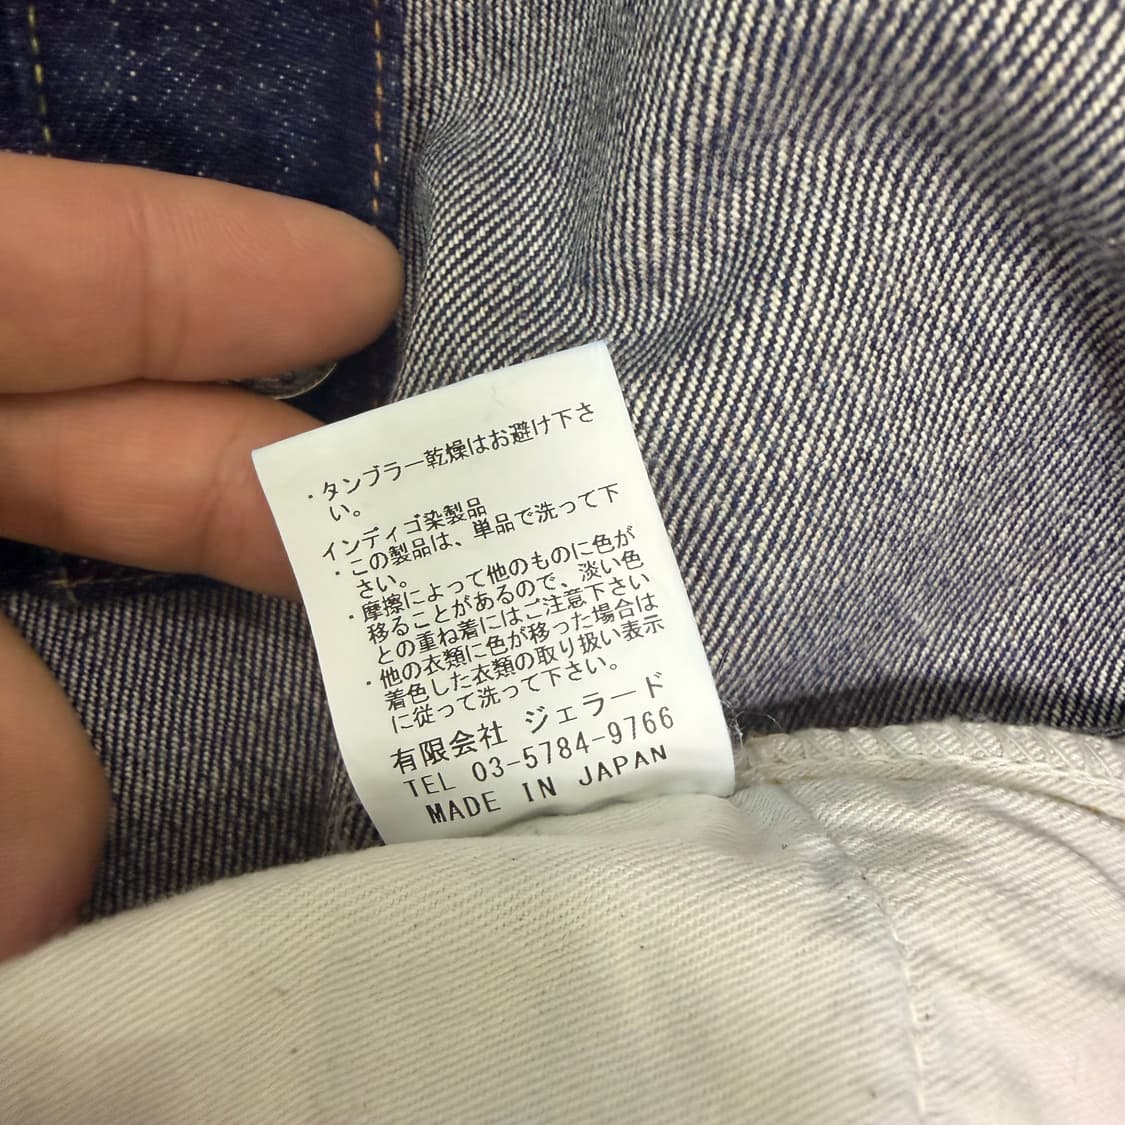 ・タンブラー乾燥はお避け下さ
い。
インディゴ染製品
・この製品は、単品で洗って下
さい。
・摩擦によって他のものに色が
移ることがあるので、淡い色
との重ね着にはご注意下さい
・他の衣類に色が移った場合は
着色した衣類の取り扱い表示
に従って洗って下さい。
有限会社 ジェラード
TEL 03-5784-9766
MADE IN JAPAN